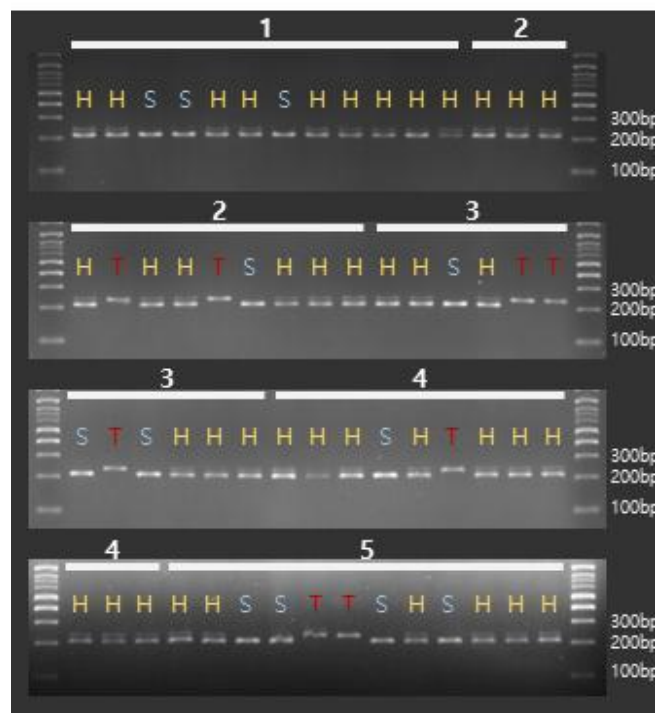 1 2
H H S S H H S H H H H H H H H
300bp
200bp
100bp
2 3
H T H H T S H H H H H S H T T
300bp
200bp
100bp
3 4
S T S H H H H H H S H T H H H
300bp
200bp
100bp
4 5
H H H H H S S T T S H S H H H
300bp
200bp
100bp